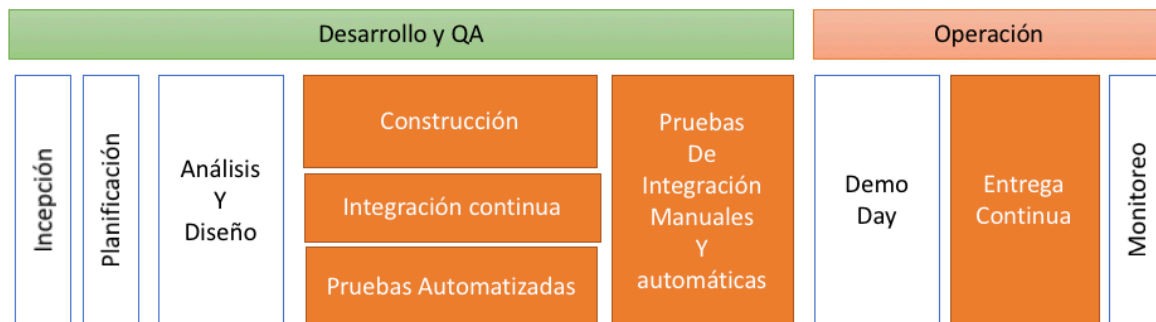 Desarrollo y QA
Operación
Incepción
Planificación
Análisis
Y
Diseño
Construcción
Integración continua
Pruebas Automatizadas
Pruebas
De
Integración
Manuales
Y
automáticas
Demo
Day
Entrega
Continua
Monitoreo